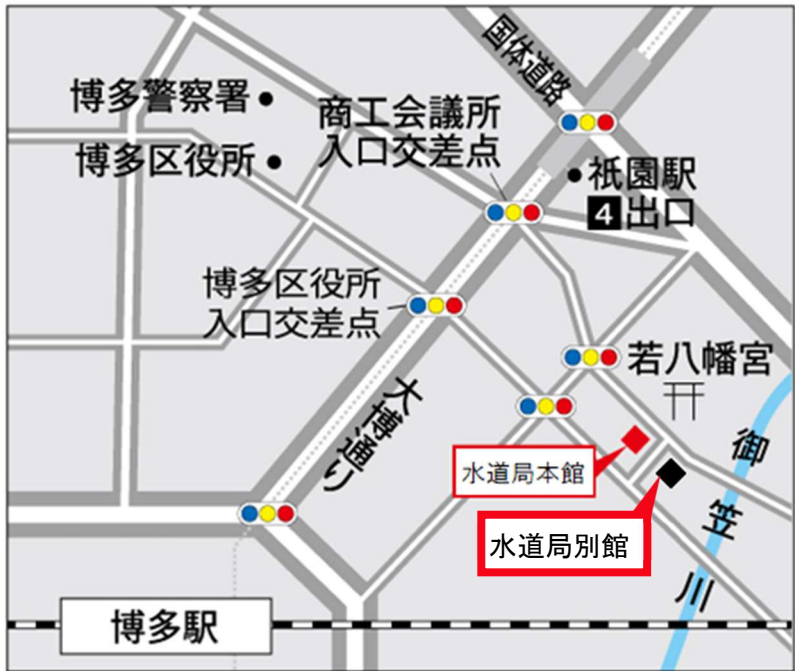 国体道路
博多警察署
商工会議所
入口交差点
博多区役所
祇園駅
4出口
博多区役所
入口交差点
若八幡宮
大博通り
水道局本館
御笠川
水道局別館
博多駅